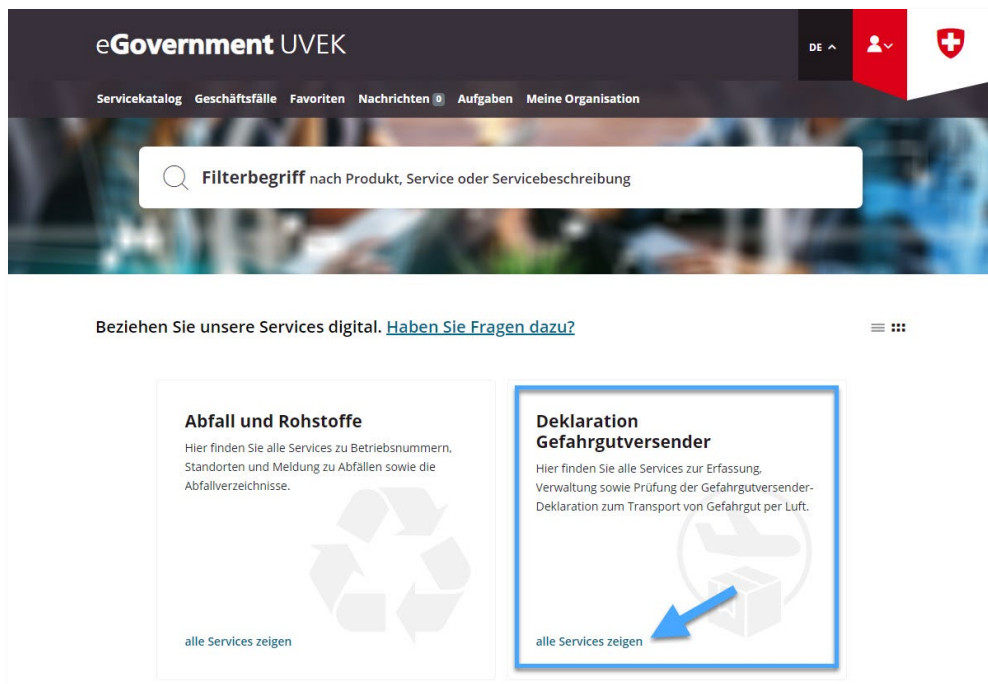 eGovernment UVEK
DE
Servicekatalog Geschäftsfälle Favoriten Nachrichten 0 Aufgaben Meine Organisation
Filterbegriff nach Produkt, Service oder Servicebeschreibung
Beziehen Sie unsere Services digital. Haben Sie Fragen dazu?
Abfall und Rohstoffe
Hier finden Sie alle Services zu Betriebsnummern,
Standorten und Meldung zu Abfällen sowie die
Abfallverzeichnisse.
alle Services zeigen
Deklaration
Gefahrgutversender
Hier finden Sie alle Services zur Erfassung,
Verwaltung sowie Prüfung der Gefahrgutversender-
Deklaration zum Transport von Gefahrgut per Luft.
alle Services zeigen